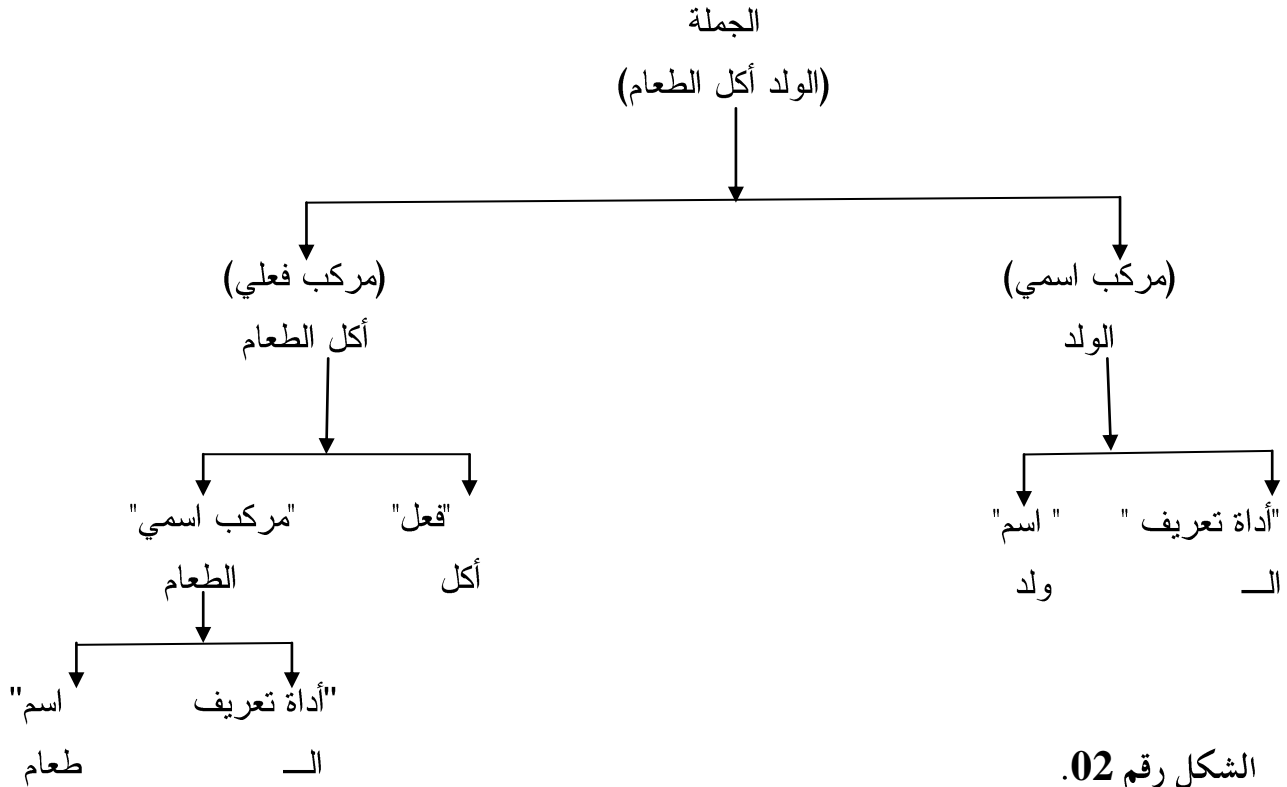 الجملة
(الولد أكل الطعام)
(مركب اسمي) (مركب فعلي)
الولد أكل الطعام
"أداة تعريف " " اسم" "فعل" "مركب اسمي"
الـــ ولد أكل الطعام
"أداة تعريف اسم"
الـــ طعام
الشكل رقم 02.